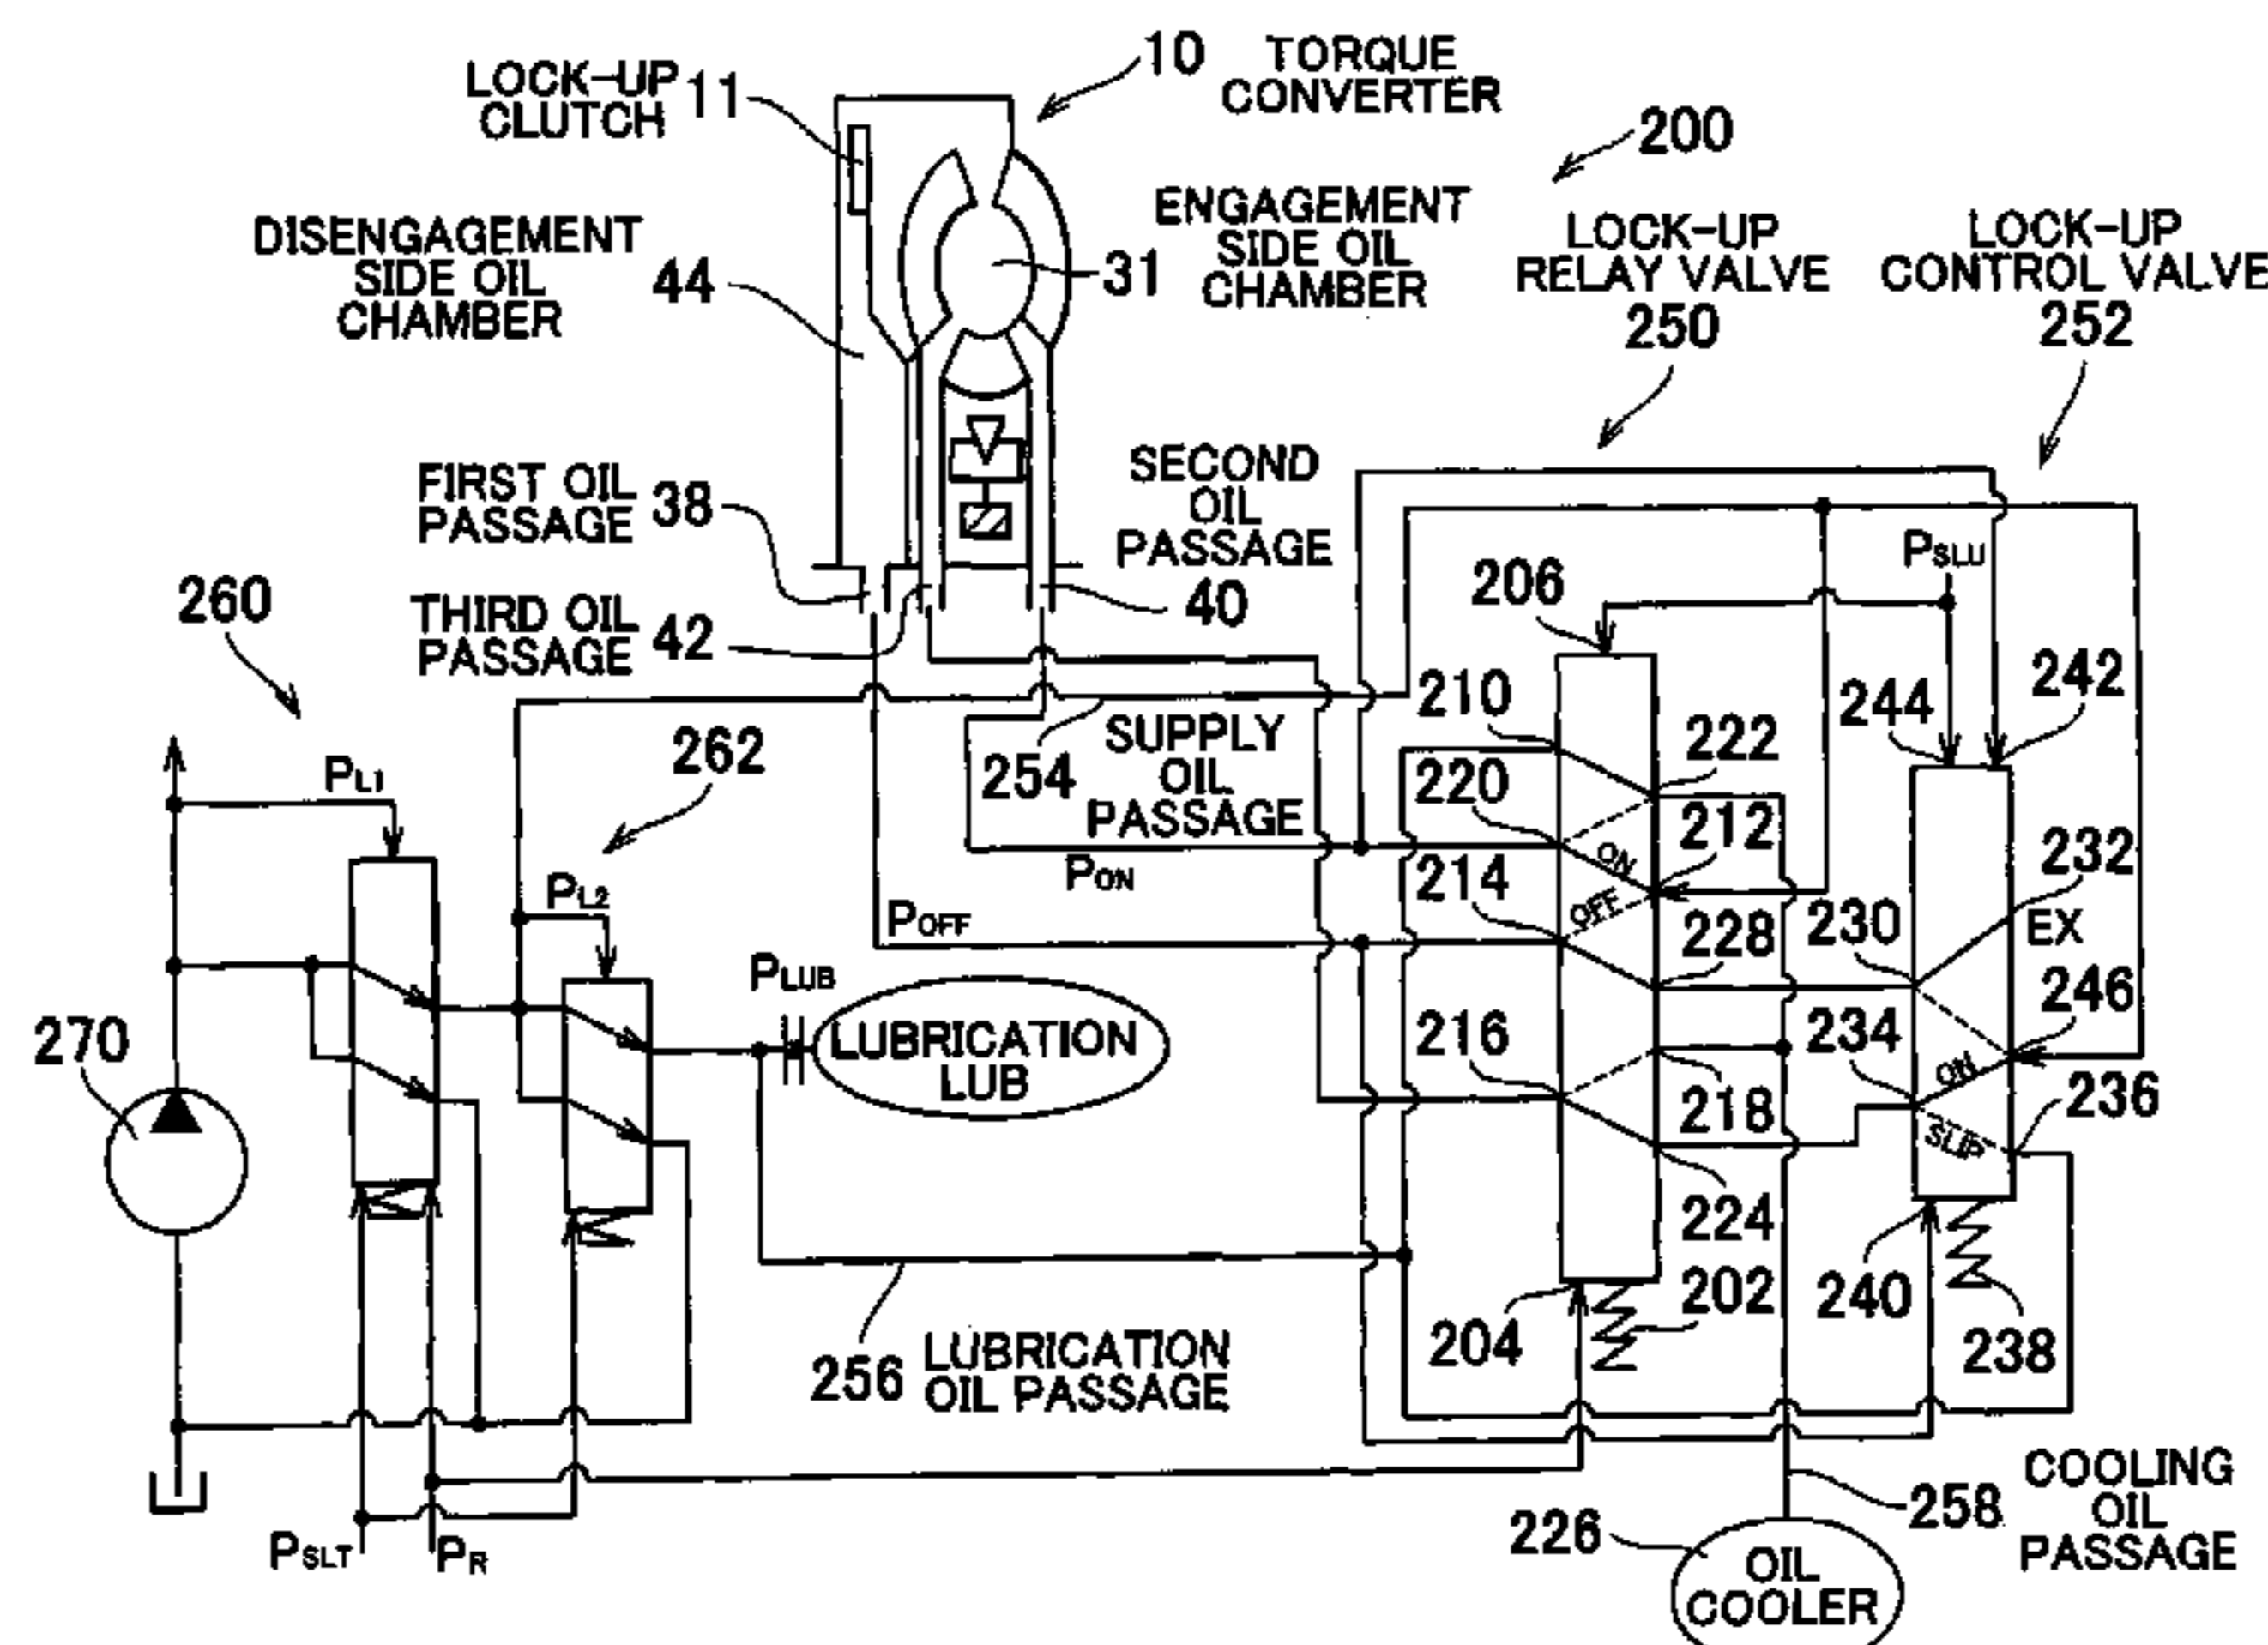 LOCK-UP
CLUTCH 11
10 TORQUE
CONVERTER
200
DISENGAGEMENT
SIDE OIL
CHAMBER
44
31
ENGAGEMENT
SIDE OIL
CHAMBER
LOCK-UP
RELAY VALVE
250
LOCK-UP
CONTROL VALVE
252
FIRST OIL
PASSAGE 38
SECOND
OIL
PASSAGE
40
THIRD OIL
PASSAGE 42
260
PSLU
206
210
222
244
242
PL1
262
254
SUPPLY
OIL
PASSAGE
220
212
ON
OFF
214
228
230
232
EX
246
PL2
PON
POFF
PLUB
LUBRICATION
LUB
270
216
218
234
ON
SLIP
236
224
202
204
240
238
256
LUBRICATION
OIL PASSAGE
PSLT
PR
226
OIL
COOLER
258
COOLING
OIL
PASSAGE